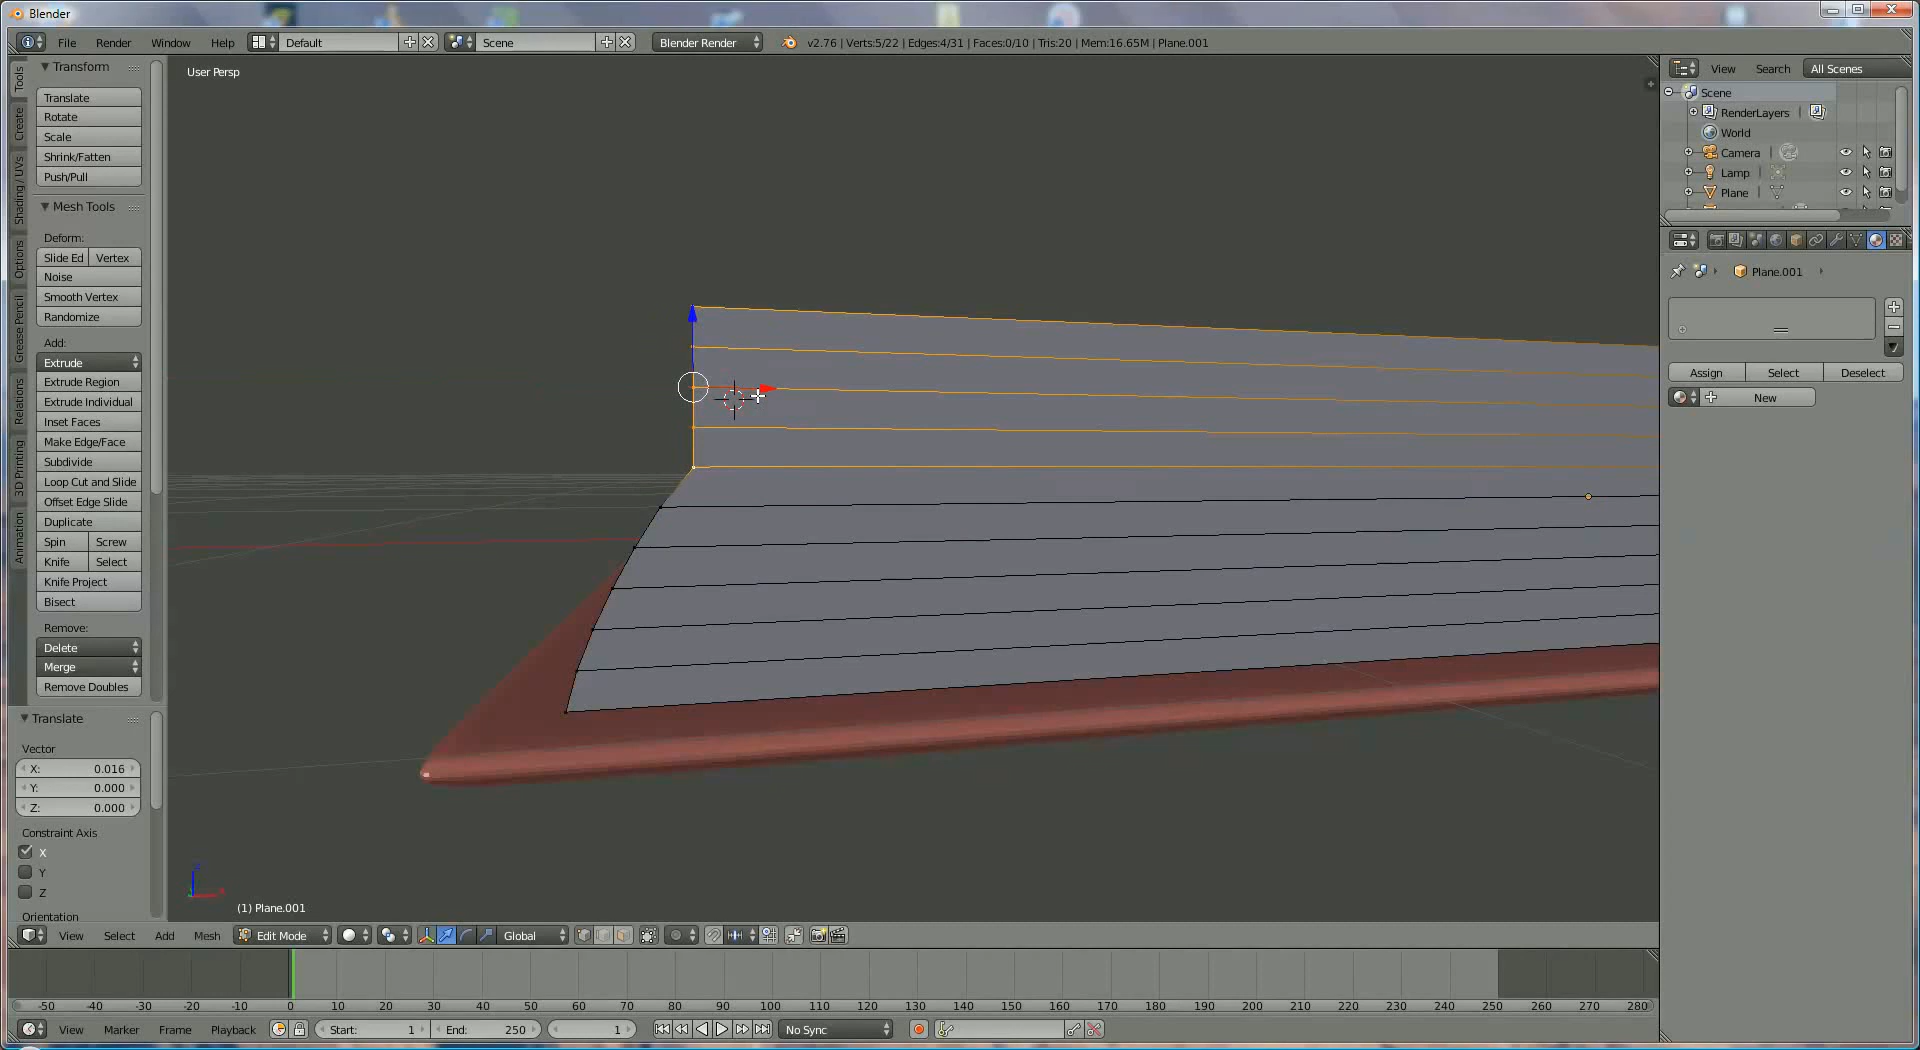 Blender
File Render Window Help Default Scene Blender Render v2.76 | Verts:5/22 | Edges:4/31 | Faces:0/10 | Tris:20 | Mem:16.65M | Plane.001
Tools
Create
Shading / UVs
Options
Grease Pencil
Relations
3D Printing
Animation
Transform
Translate
Rotate
Scale
Shrink/Fatten
Push/Pull
Mesh Tools
Deform:
Slide Ed Vertex
Noise
Smooth Vertex
Randomize
Add:
Extrude
Extrude Region
Extrude Individual
Inset Faces
Make Edge/Face
Subdivide
Loop Cut and Slide
Offset Edge Slide
Duplicate
Spin Screw
Knife Select
Knife Project
Bisect
Remove:
Delete
Merge
Remove Doubles
Translate
Vector
X: 0.016
Y: 0.000
Z: 0.000
Constraint Axis
X
Y
Z
Orientation
User Persp
(1) Plane.001
View Select Add Mesh Edit Mode Global
-50 -40 -30 -20 -10 0 10 20 30 40 50 60 70 80 90 100 110 120 130 140 150 160 170 180 190 200 210 220 230 240 250 260 270 280
View Marker Frame Playback Start: 1 End: 250 1 No Sync
View Search All Scenes
Scene
RenderLayers
World
Camera
Lamp
Plane
Plane.001
Assign Select Deselect
New